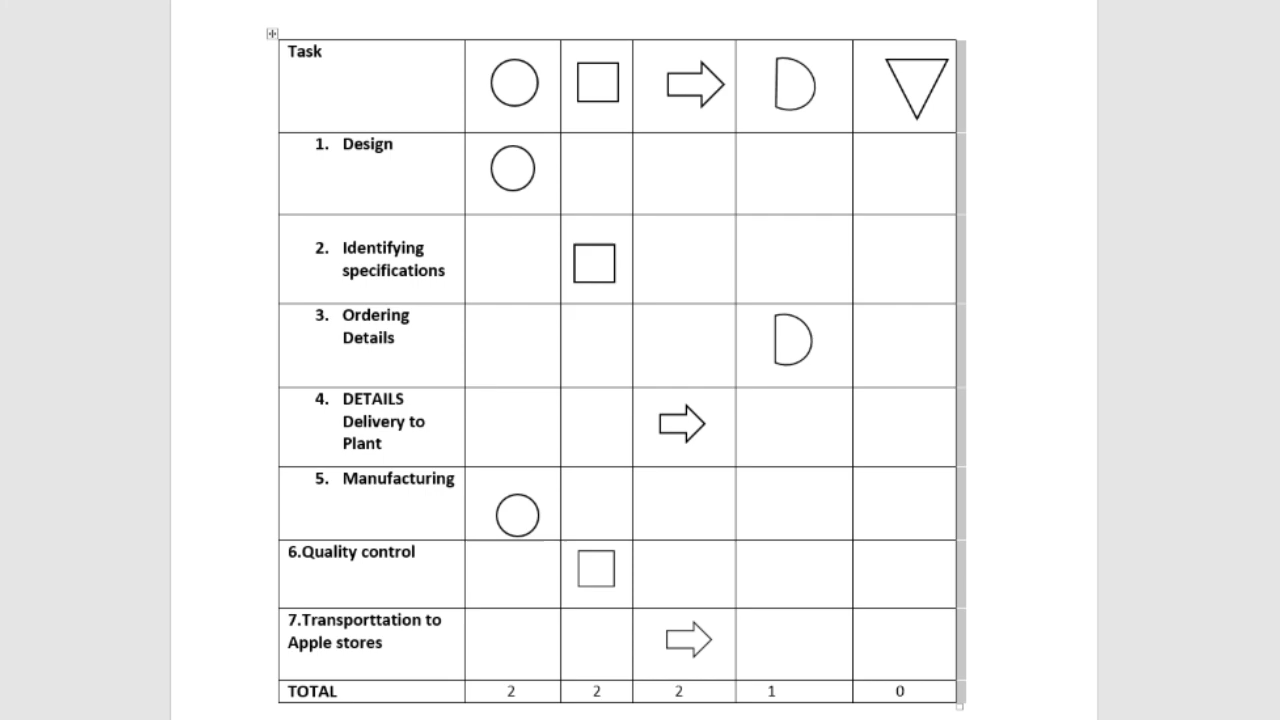 Task
1. Design
2. Identifying
specifications
3. Ordering
Details
4. DETAILS
Delivery to
Plant
5. Manufacturing
6.Quality control
7.Transporttation to
Apple stores
TOTAL 2 2 2 1 0